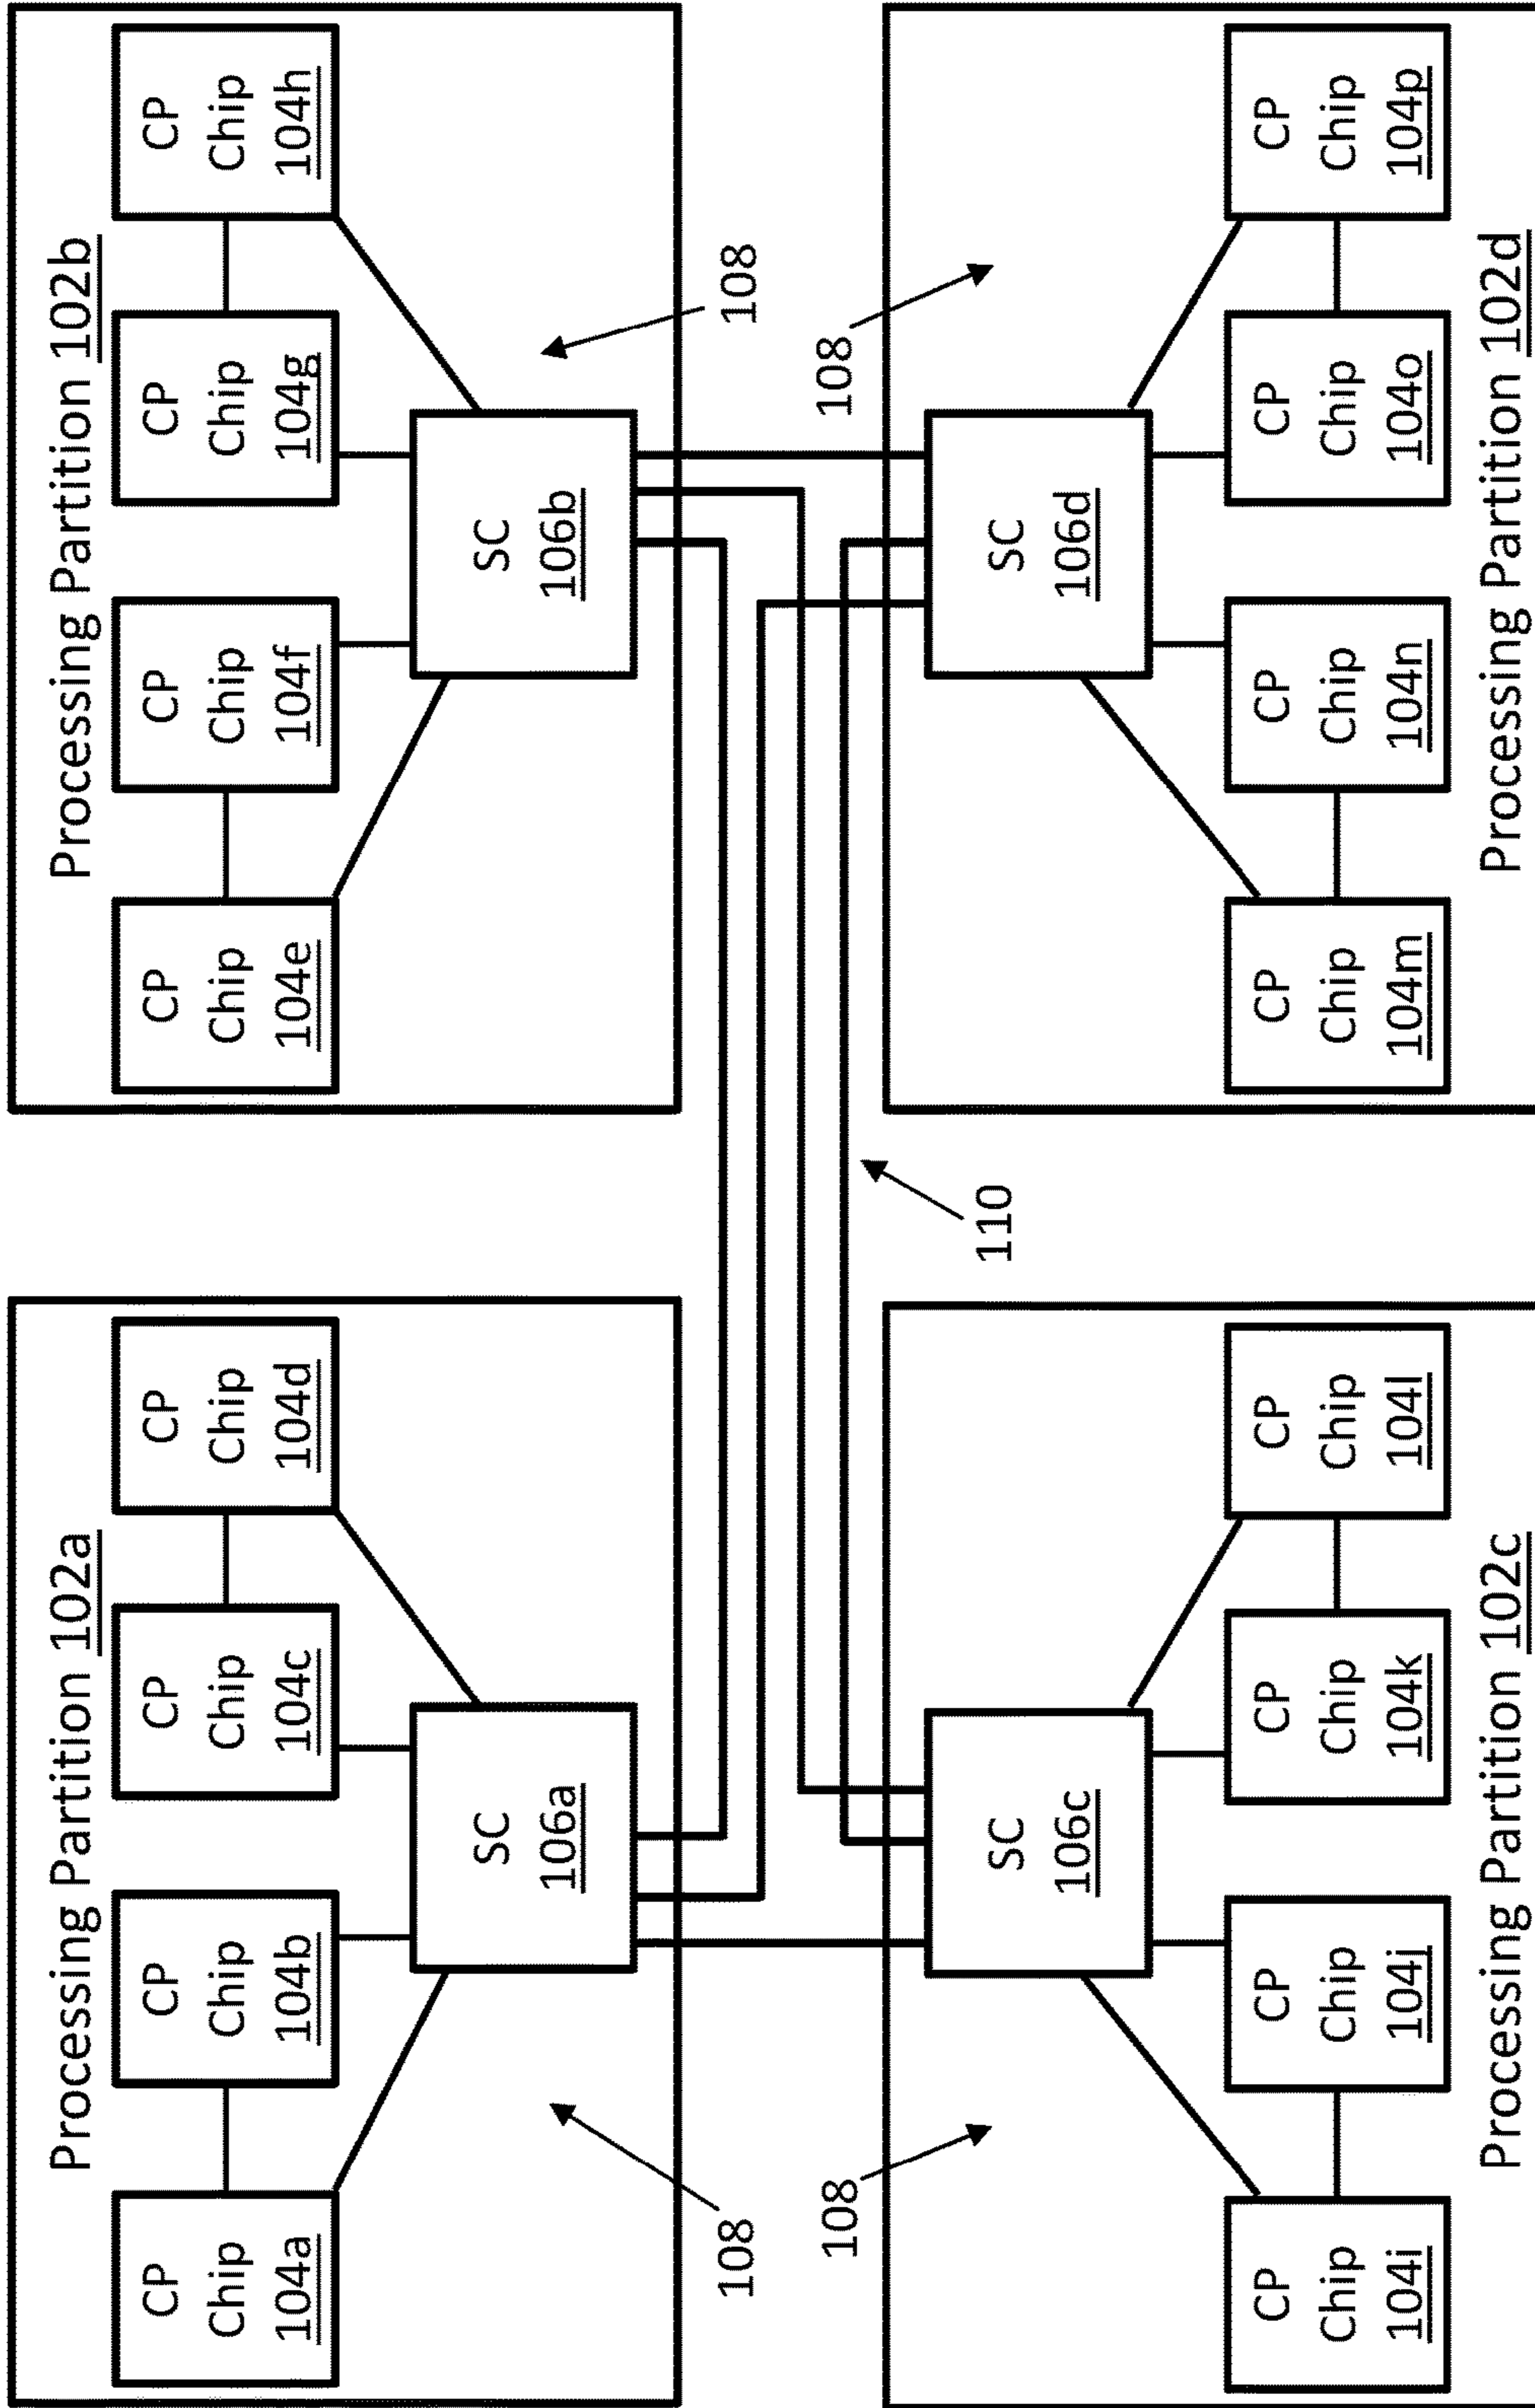 Processing Partition 102a
CP
Chip
104a
CP
Chip
104b
CP
Chip
104c
CP
Chip
104d
SC
106a
108
Processing Partition 102b
CP
Chip
104e
CP
Chip
104f
CP
Chip
104g
CP
Chip
104h
SC
106b
108
110
108
SC
106c
CP
Chip
104i
CP
Chip
104j
CP
Chip
104k
CP
Chip
104l
Processing Partition 102c
108
SC
106d
CP
Chip
104m
CP
Chip
104n
CP
Chip
104o
CP
Chip
104p
Processing Partition 102d